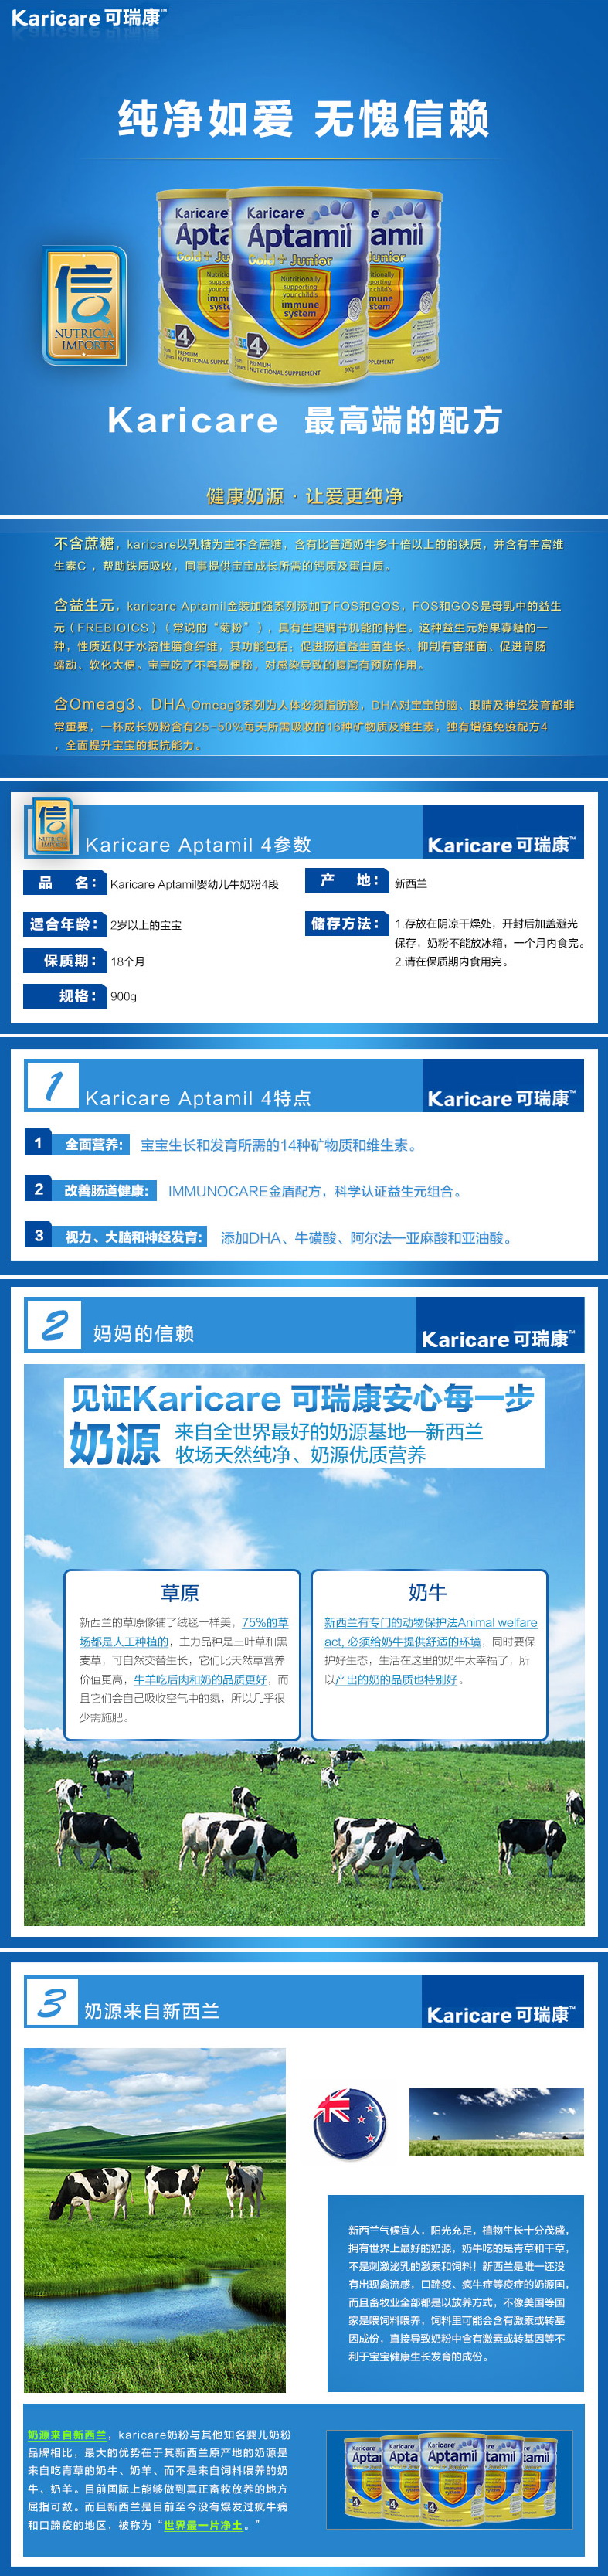 Karicare 可瑞康™
纯净如爱 无愧信赖
Karicare
Aptamil
Gold+ Junior
Nutritionally
supporting
your child's
immune
system
4
PREMIUM
NUTRITIONAL SUPPLEMENT
900g
信
NUTRICIA
IMPORTS
Karicare 最高端的配方
健康奶源·让爱更纯净
不含蔗糖，karicare以乳糖为主不含蔗糖，含有比普通奶牛多十倍以上的的铁质，并含有丰富维
生素C ，帮助铁质吸收，同事提供宝宝成长所需的钙质及蛋白质。
含益生元，karicare Aptamil金装加强系列添加了FOS和GOS，FOS和GOS是母乳中的益生
元（FREBIOICS）（常说的“菊粉”），具有生理调节机能的特性。这种益生元始果寡糖的一
种，性质近似于水溶性膳食纤维，其功能包括：促进肠道益生菌生长、抑制有害细菌、促进胃肠
蠕动、软化大便。宝宝吃了不容易便秘，对感染导致的腹泻有预防作用。
含Omeag3、DHA,Omeag3系列为人体必须脂肪酸，DHA对宝宝的脑、眼睛及神经发育都非
常重要，一杯成长奶粉含有25-50%每天所需吸收的16种矿物质及维生素，独有增强免疫配方4
，全面提升宝宝的抵抗能力。
信
NUTRICIA
IMPORTS
Karicare Aptamil 4参数
Karicare 可瑞康™
品 名： Karicare Aptamil婴幼儿牛奶粉4段
产 地： 新西兰
适合年龄： 2岁以上的宝宝
储存方法： 1.存放在阴凉干燥处，开封后加盖避光
保存，奶粉不能放冰箱，一个月内食完。
2.请在保质期内食用完。
保质期： 18个月
规格： 900g
1
Karicare Aptamil 4特点
Karicare 可瑞康™
1 全面营养: 宝宝生长和发育所需的14种矿物质和维生素。
2 改善肠道健康: IMMUNOCARE金盾配方，科学认证益生元组合。
3 视力、大脑和神经发育: 添加DHA、牛磺酸、阿尔法—亚麻酸和亚油酸。
2
妈妈的信赖
Karicare 可瑞康™
见证Karicare 可瑞康安心每一步
奶源
来自全世界最好的奶源基地—新西兰
牧场天然纯净、奶源优质营养
草原
新西兰的草原像铺了绒毯一样美，75%的草
场都是人工种植的，主力品种是三叶草和黑
麦草，可自然交替生长，它们比天然草营养
价值更高，牛羊吃后肉和奶的品质更好，而
且它们会自己吸收空气中的氮，所以几乎很
少需施肥。
奶牛
新西兰有专门的动物保护法Animal welfare
act, 必须给奶牛提供舒适的环境，同时要保
护好生态，生活在这里的奶牛太幸福了，所
以产出的奶的品质也特别好。
3
奶源来自新西兰
Karicare 可瑞康™
新西兰气候宜人，阳光充足，植物生长十分茂盛，
拥有世界上最好的奶源，奶牛吃的是青草和干草，
不是刺激泌乳的激素和饲料！新西兰是唯一还没
有出现禽流感，口蹄疫、疯牛症等疫症的奶源国，
而且畜牧业全部都是以放养方式，不像美国等国
家是喂饲料喂养，饲料里可能会含有激素或转基
因成份，直接导致奶粉中含有激素或转基因等不
利于宝宝健康生长发育的成份。
奶源来自新西兰，karicare奶粉与其他知名婴儿奶粉
品牌相比，最大的优势在于其新西兰原产地的奶源是
来自吃青草的奶牛、奶羊、而不是来自饲料喂养的奶
牛、奶羊。目前国际上能够做到真正畜牧放养的地方
屈指可数。而且新西兰是目前至今没有爆发过疯牛病
和口蹄疫的地区，被称为“世界最一片净土。”
Karicare
Aptamil
4